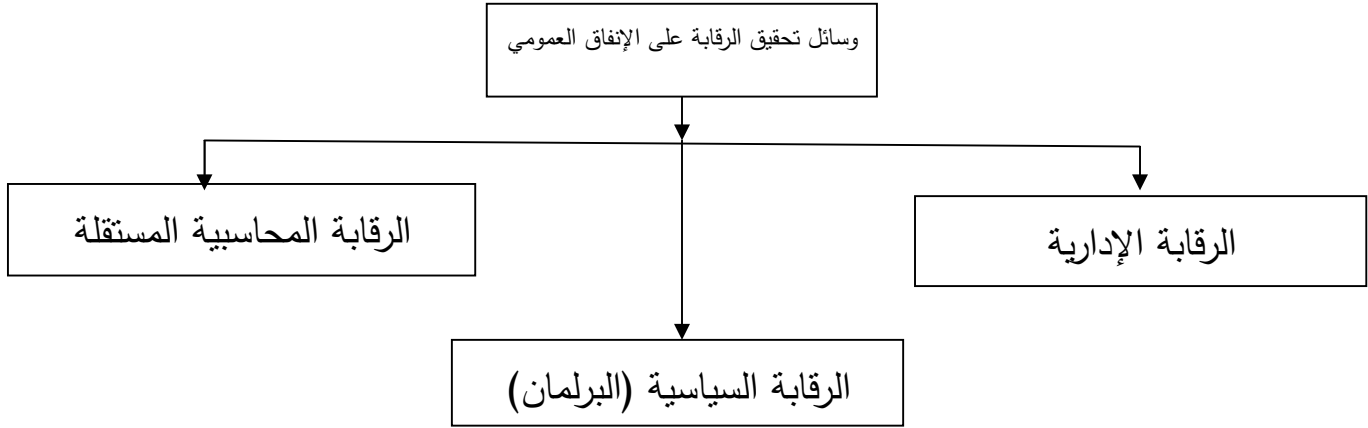 وسائل تحقيق الرقابة على الإنفاق العمومي
الرقابة الإدارية
الرقابة المحاسبية المستقلة
الرقابة السياسية (البرلمان)